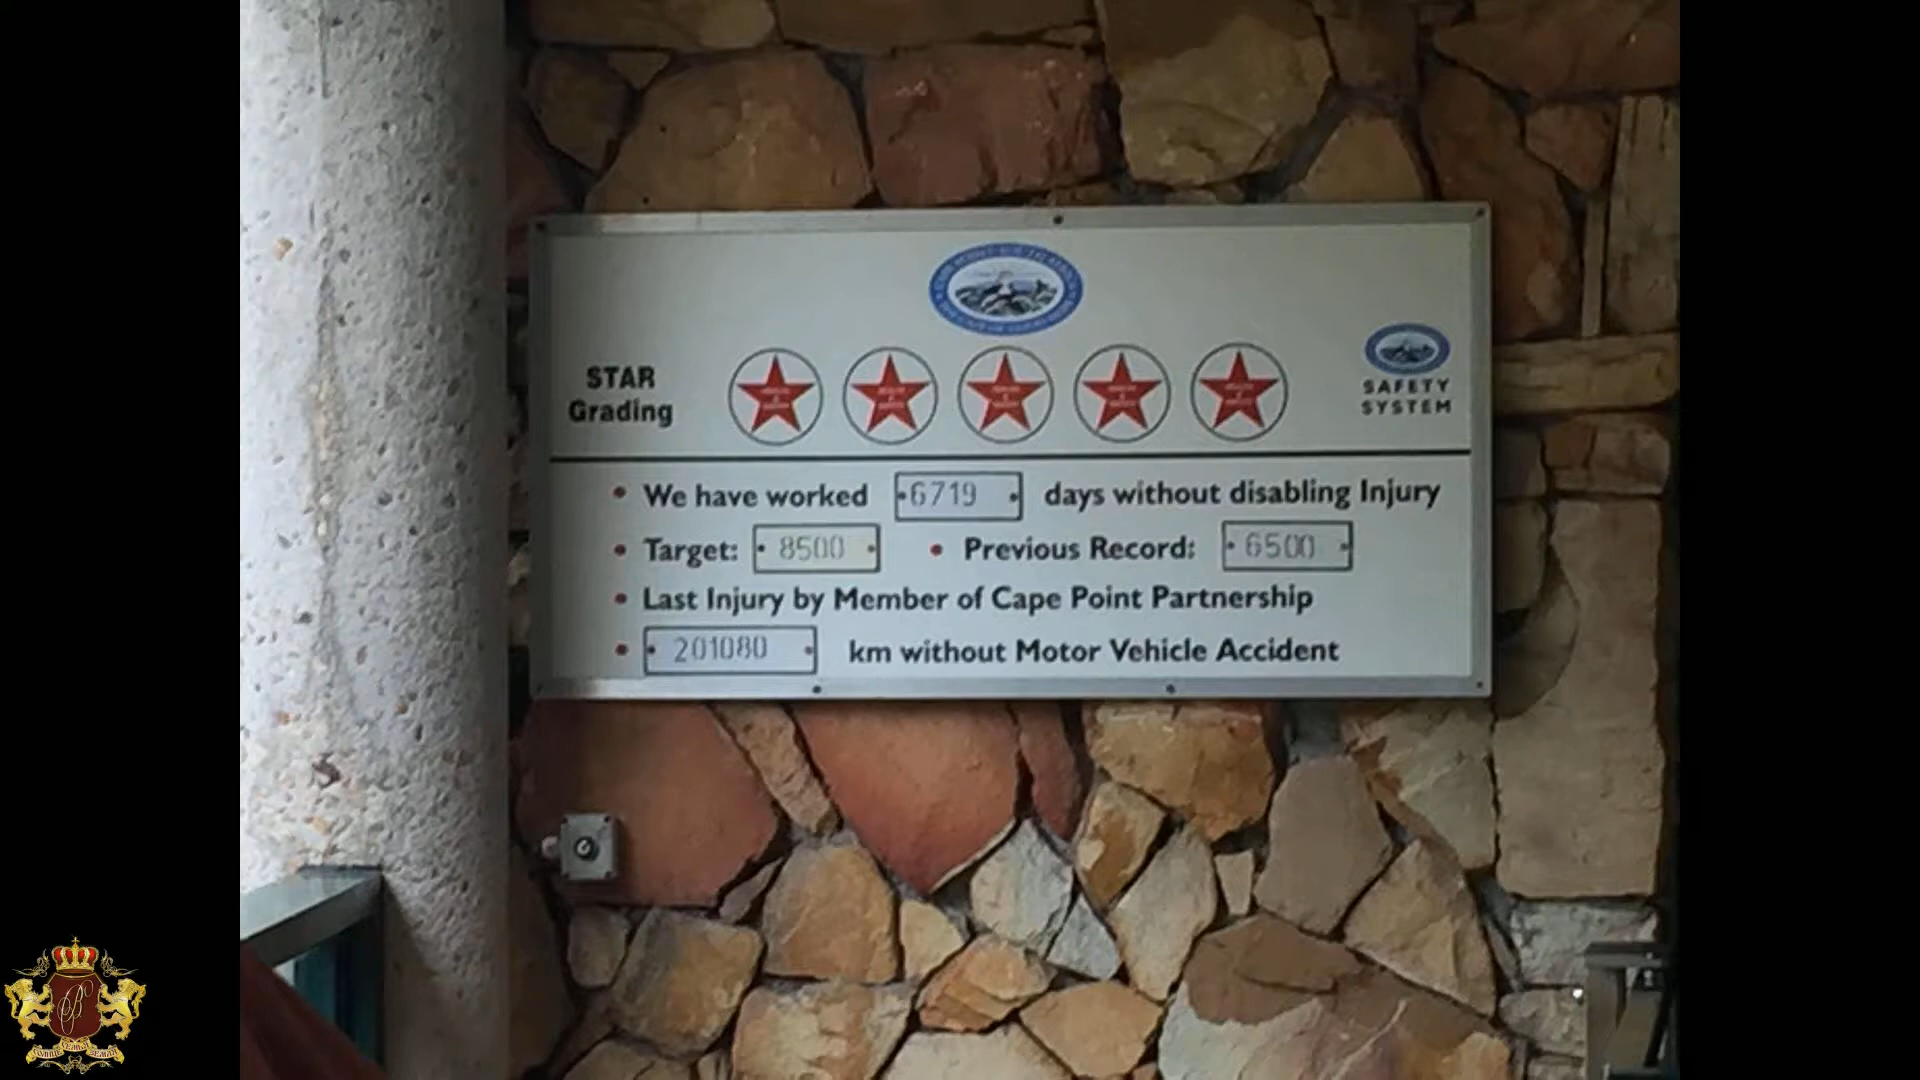 STAR
Grading
SAFETY
SYSTEM
• We have worked 6719 days without disabling Injury
• Target: 8500 • Previous Record: 6500
• Last Injury by Member of Cape Point Partnership
• 201080 km without Motor Vehicle Accident